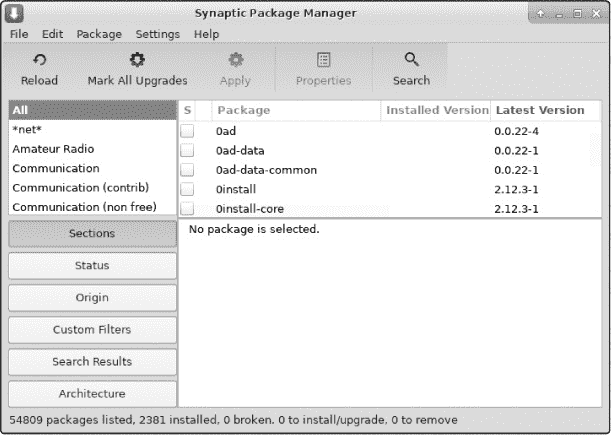 Synaptic Package Manager
File Edit Package Settings Help
Reload Mark All Upgrades Apply Properties Search
All
*net*
Amateur Radio
Communication
Communication (contrib)
Communication (non free)
S Package Installed Version Latest Version
0ad 0.0.22-4
0ad-data 0.0.22-1
0ad-data-common 0.0.22-1
0install 2.12.3-1
0install-core 2.12.3-1
Sections
Status
Origin
Custom Filters
Search Results
Architecture
No package is selected.
54809 packages listed, 2381 installed, 0 broken. 0 to install/upgrade, 0 to remove